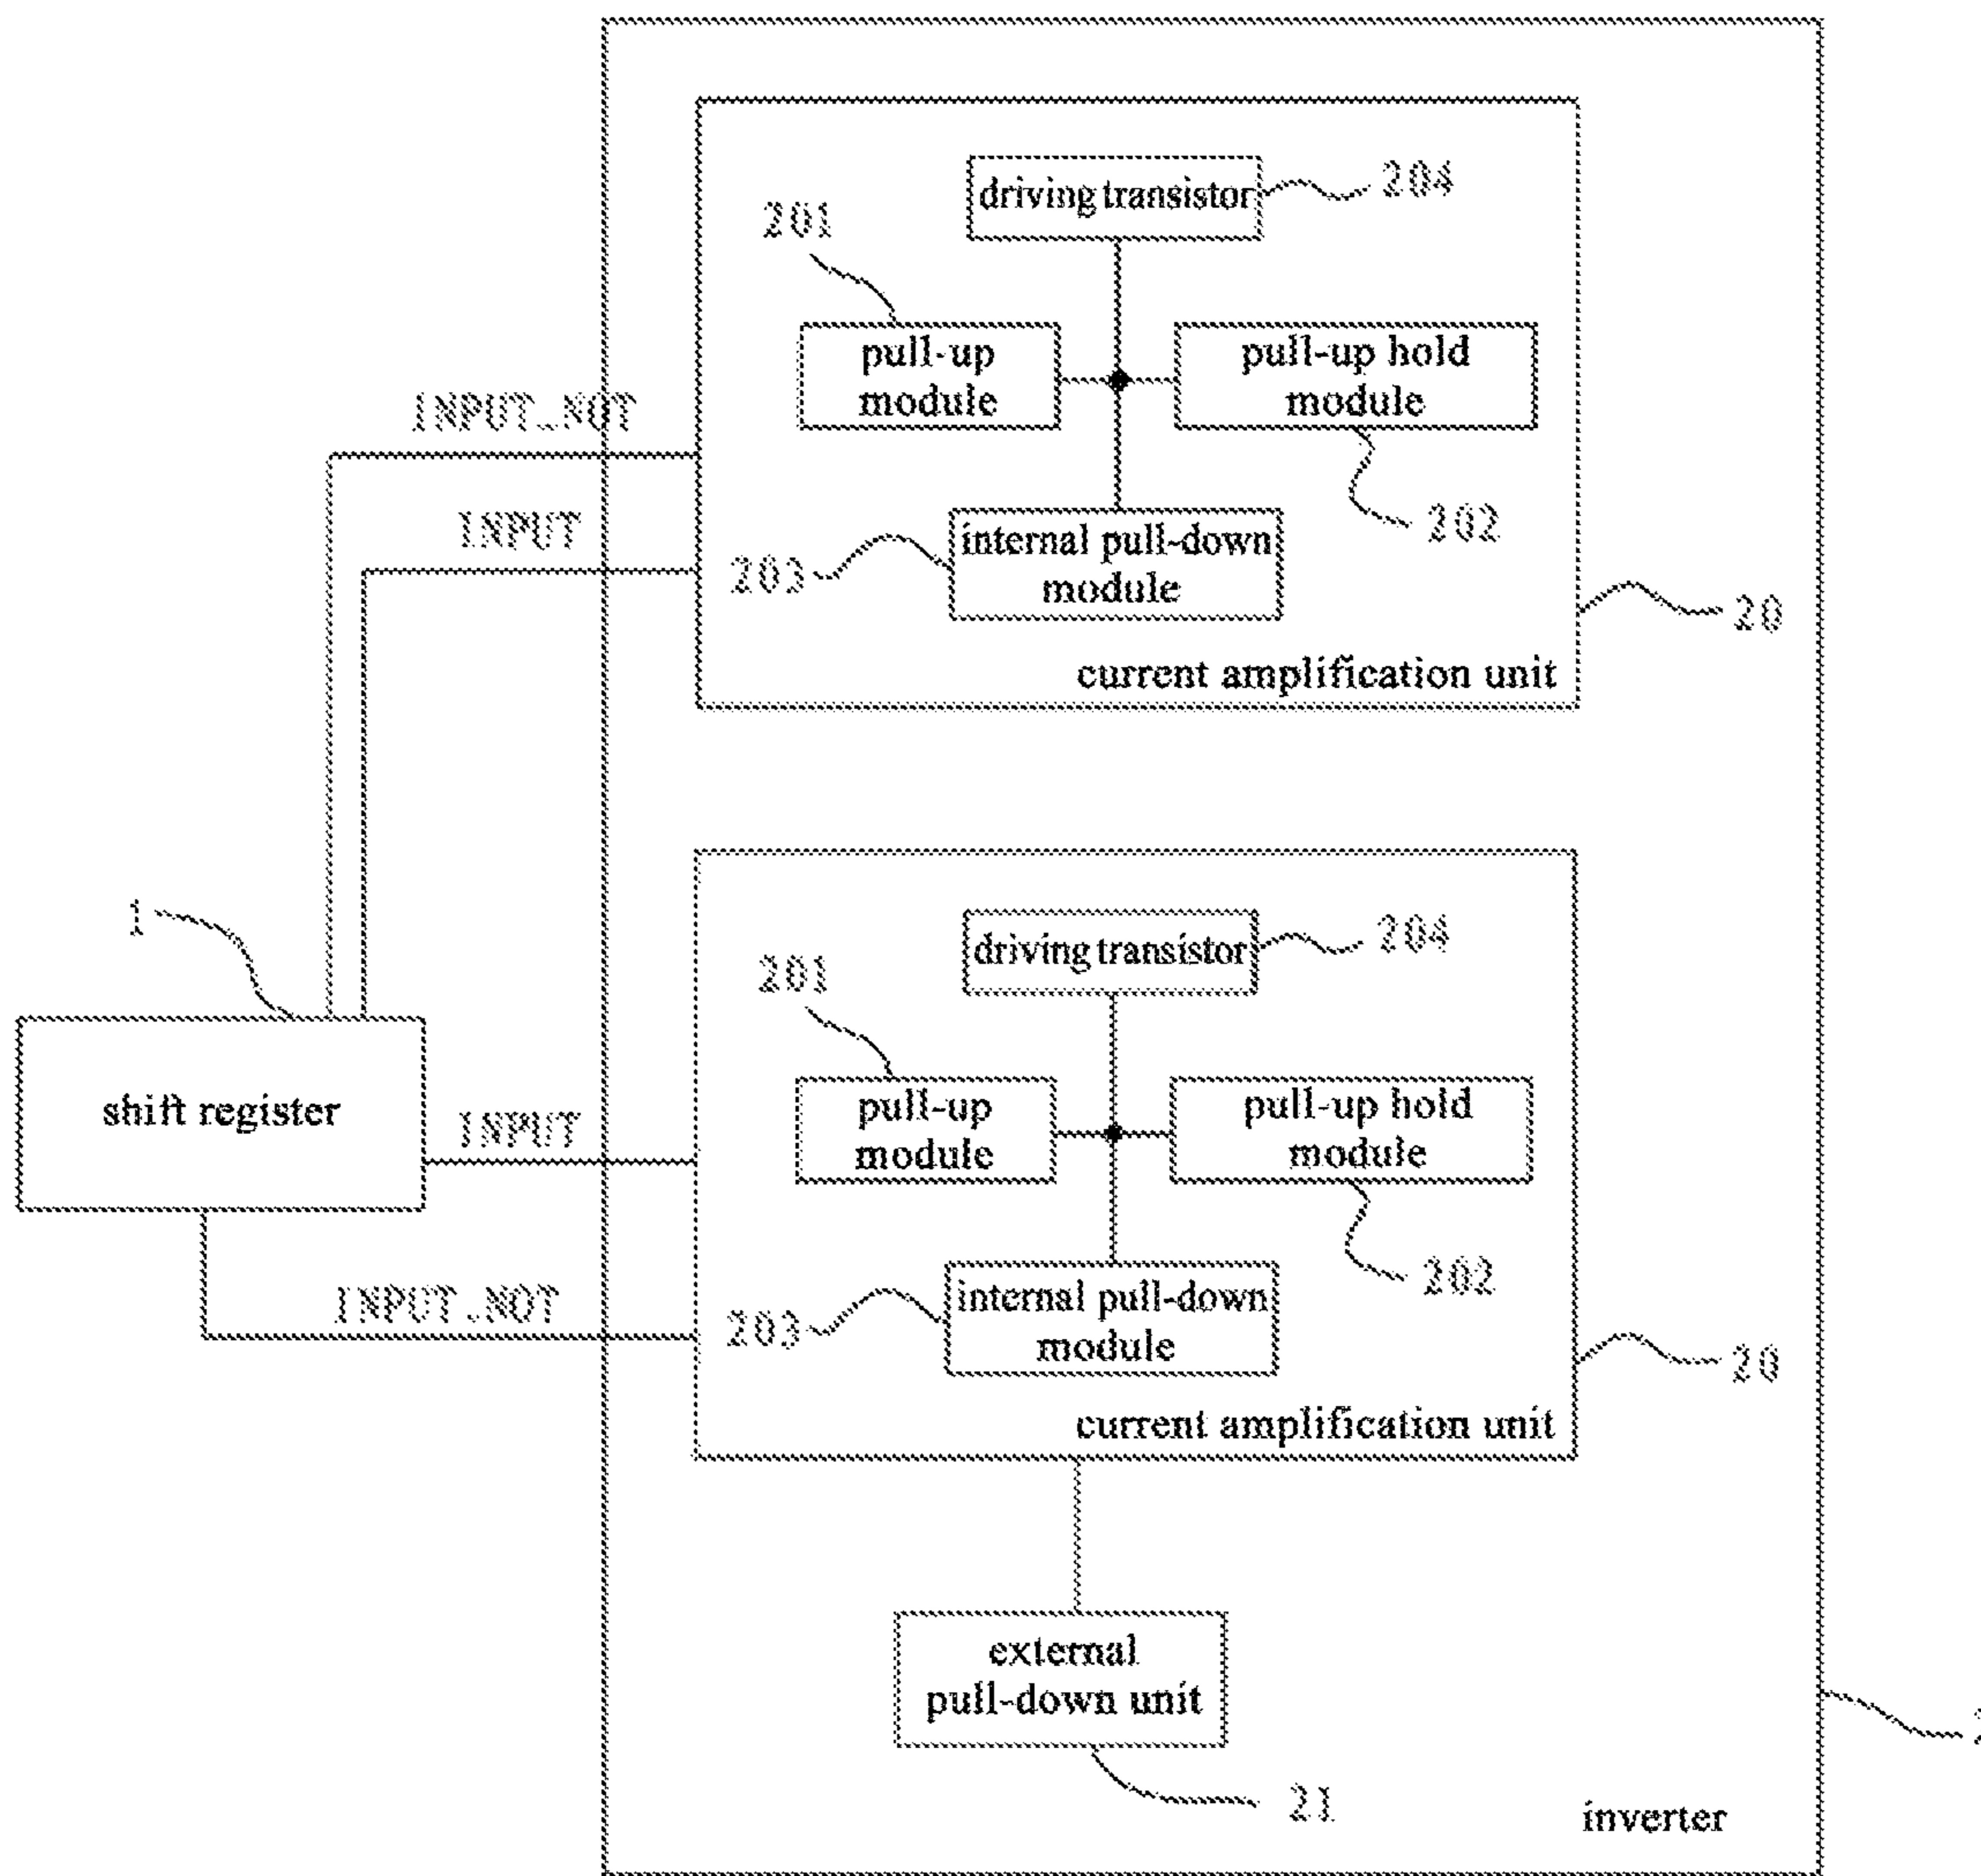 driving transistor
204
201
pull-up
module
pull-up hold
module
INPUT_NOT
INPUT
202
internal pull-down
module
203
20
current amplification unit
1
driving transistor
204
201
shift register
pull-up
module
pull-up hold
module
INPUT
202
internal pull-down
module
INPUT_NOT
203
20
current amplification unit
external
pull-down unit
21
inverter